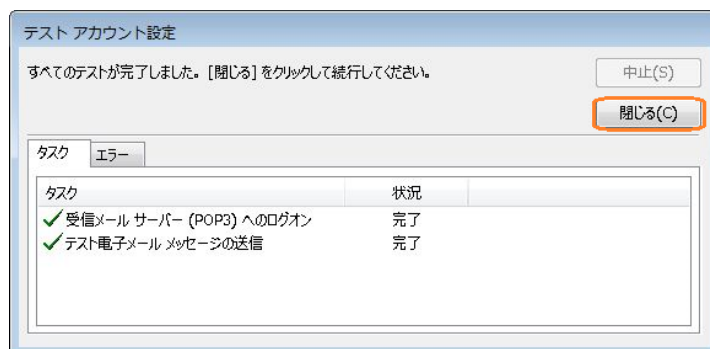 テスト アカウント設定
すべてのテストが完了しました。[閉じる] をクリックして続行してください。
中止(S)
閉じる(C)
タスク エラー
タスク 状況
受信メール サーバー (POP3) へのログオン 完了
テスト電子メール メッセージの送信 完了